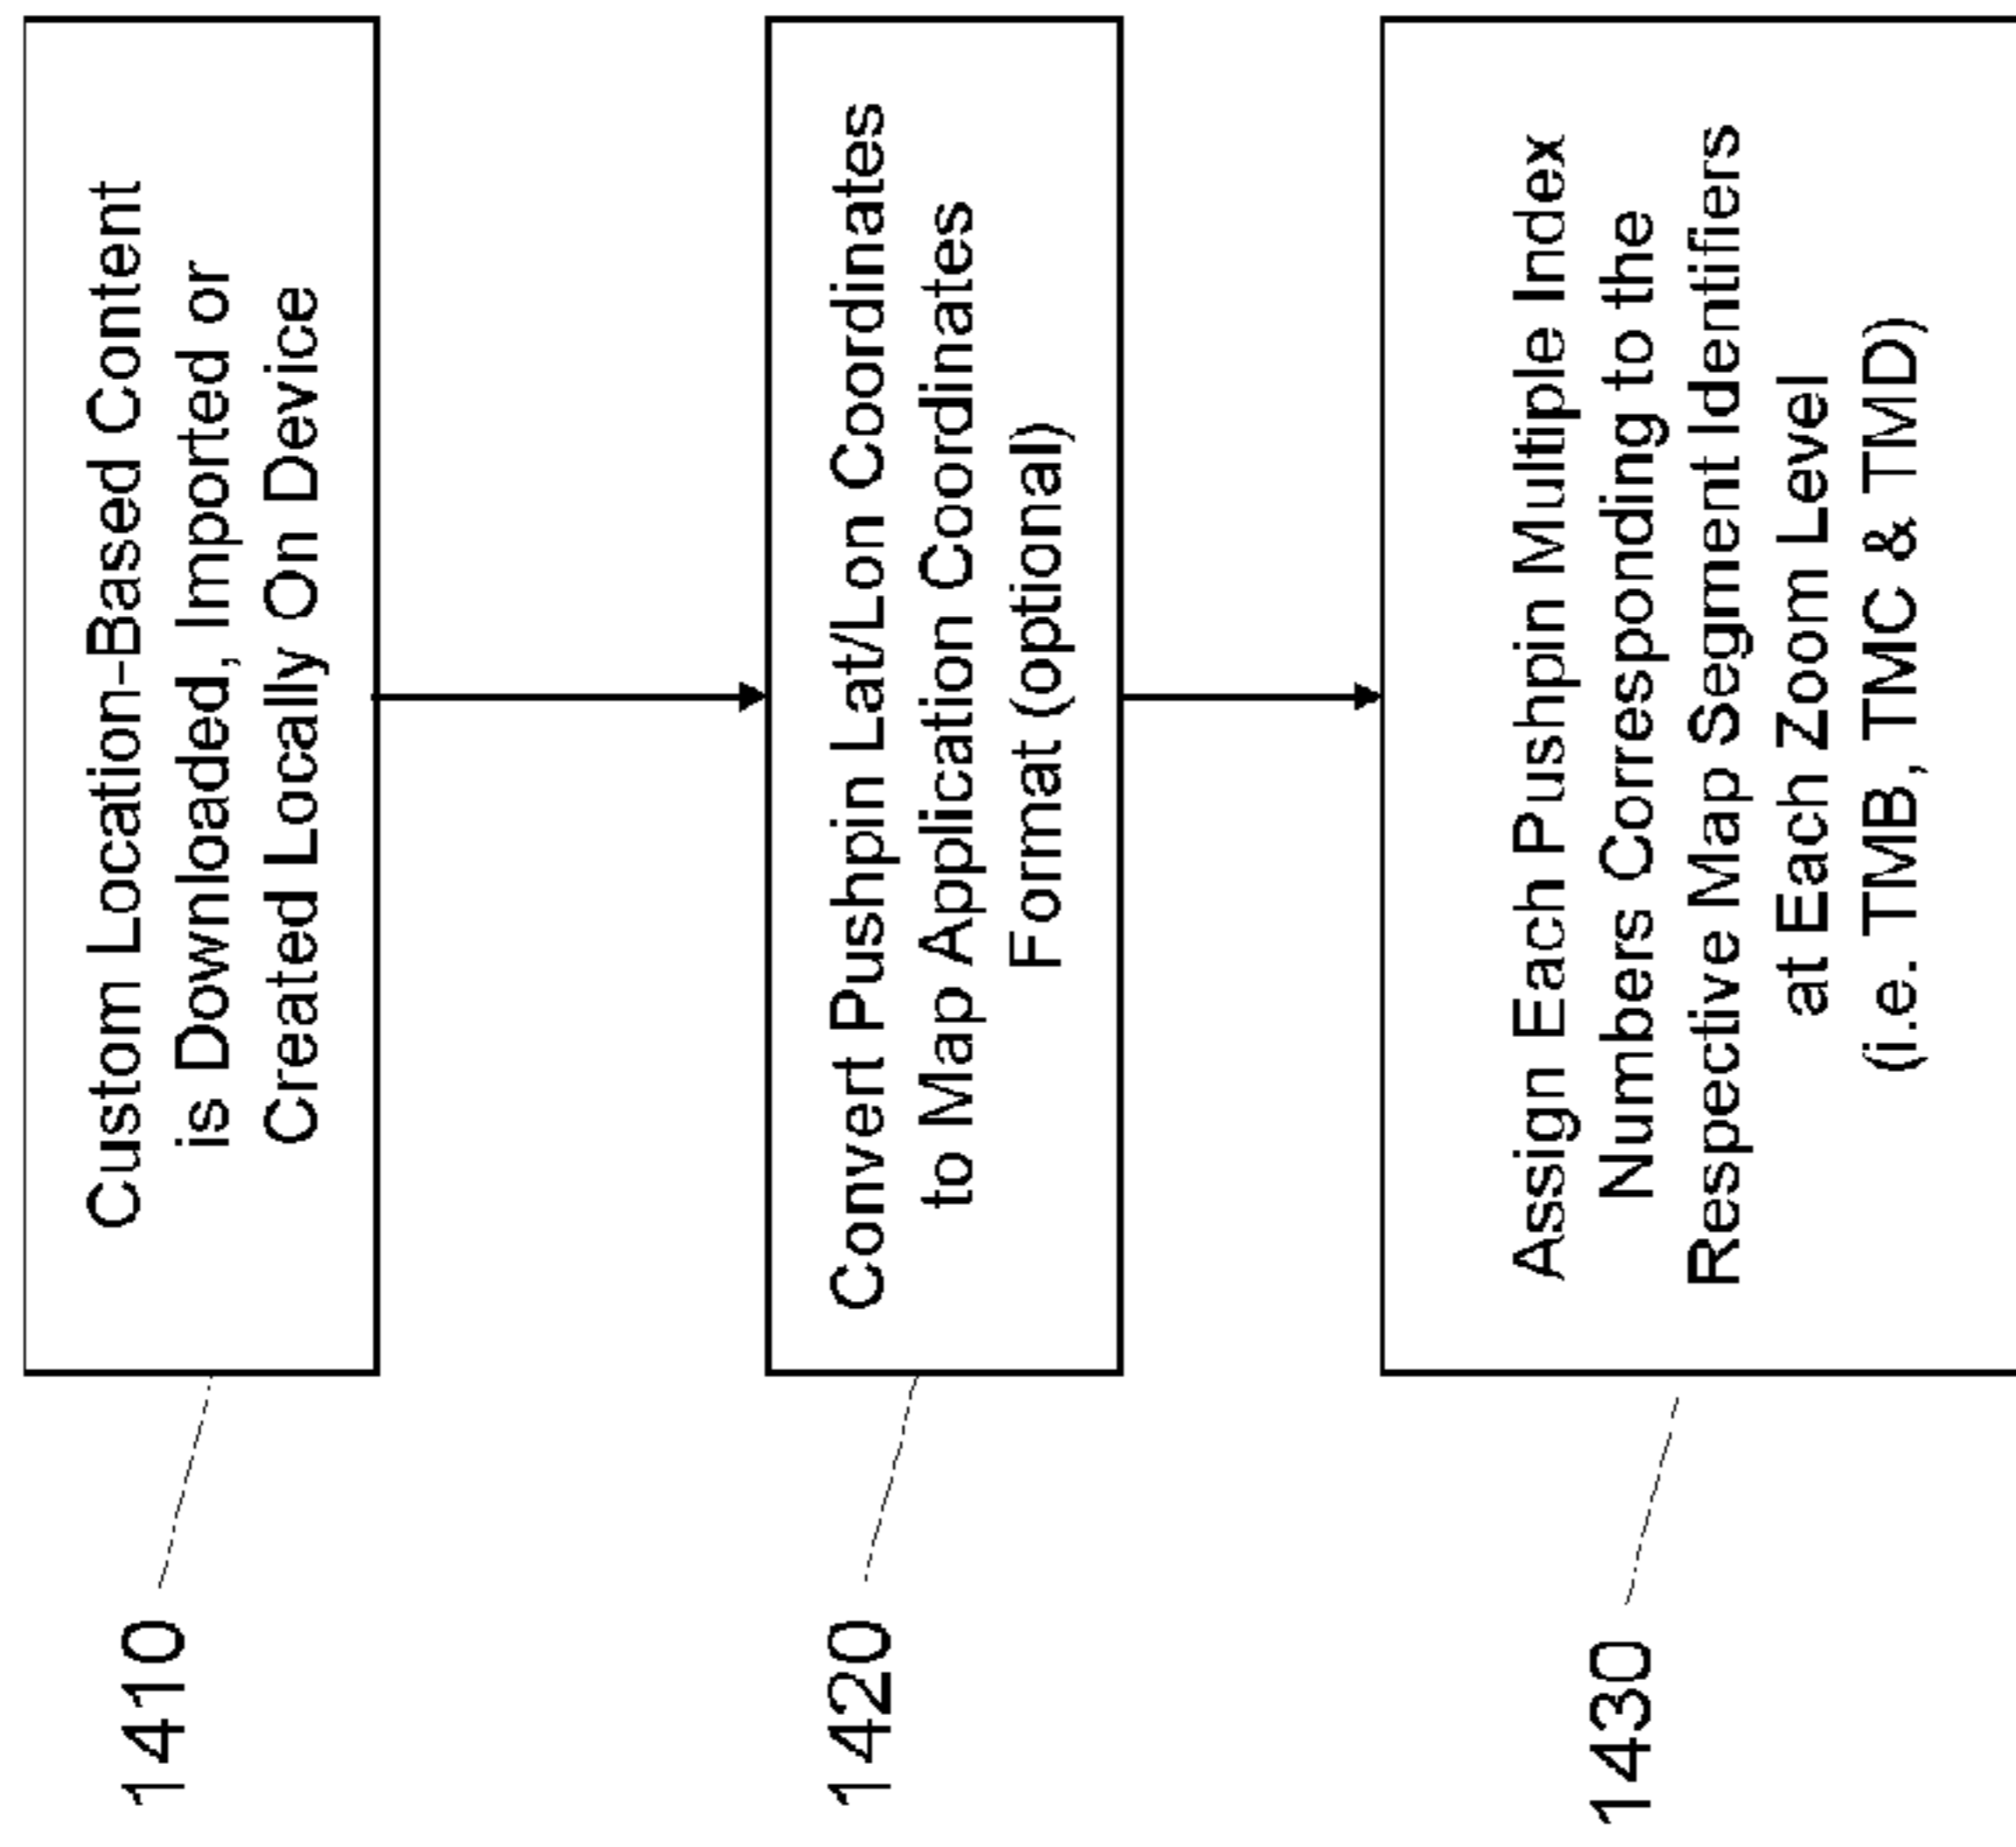 1410
Custom Location-Based Content
is Downloaded, Imported or
Created Locally On Device
1420
Convert Pushpin Lat/Lon Coordinates
to Map Application Coordinates
Format (optional)
1430
Assign Each Pushpin Multiple Index
Numbers Corresponding to the
Respective Map Segment Identifiers
at Each Zoom Level
(i.e. TMB, TMC & TMD)